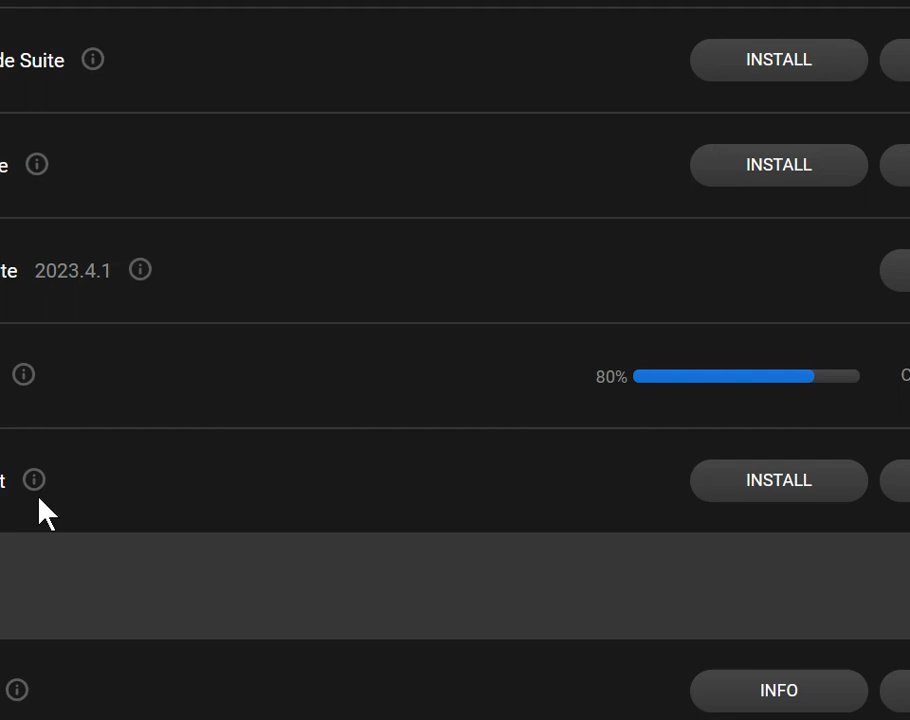 de Suite INSTALL
e INSTALL
te 2023.4.1
80% C
t INSTALL
INFO